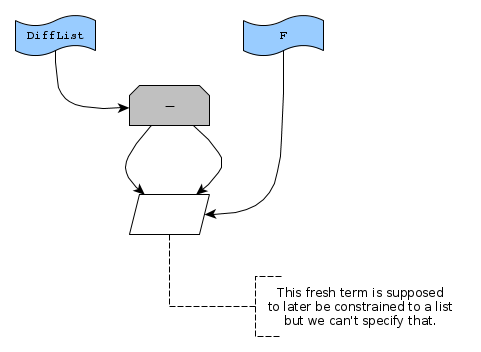 DiffList
F
–
This fresh term is supposed
to later be constrained to a list
but we can't specify that.